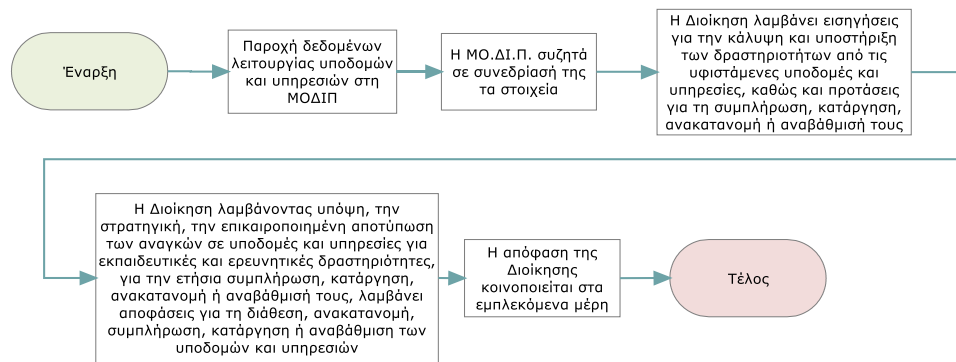 Έναρξη
Παροχή δεδομένων
λειτουργίας υποδομών
και υπηρεσιών στη
ΜΟΔΙΠ
Η ΜΟ.ΔΙ.Π. συζητά
σε συνεδρίασή της
τα στοιχεία
Η Διοίκηση λαμβάνει εισηγήσεις
για την κάλυψη και υποστήριξη
των δραστηριοτήτων από τις
υφιστάμενες υποδομές και
υπηρεσίες, καθώς και προτάσεις
για τη συμπλήρωση, κατάργηση,
ανακατανομή ή αναβάθμισή τους
Η Διοίκηση λαμβάνοντας υπόψη, την
στρατηγική, την επικαιροποιημένη αποτύπωση
των αναγκών σε υποδομές και υπηρεσίες για
εκπαιδευτικές και ερευνητικές δραστηριότητες,
για την ετήσια συμπλήρωση, κατάργηση,
ανακατανομή ή αναβάθμισή τους, λαμβάνει
αποφάσεις για τη διάθεση, ανακατανομή,
συμπλήρωση, κατάργηση ή αναβάθμιση των
υποδομών και υπηρεσιών
Η απόφαση της
Διοίκησης
κοινοποιείται στα
εμπλεκόμενα μέρη
Τέλος